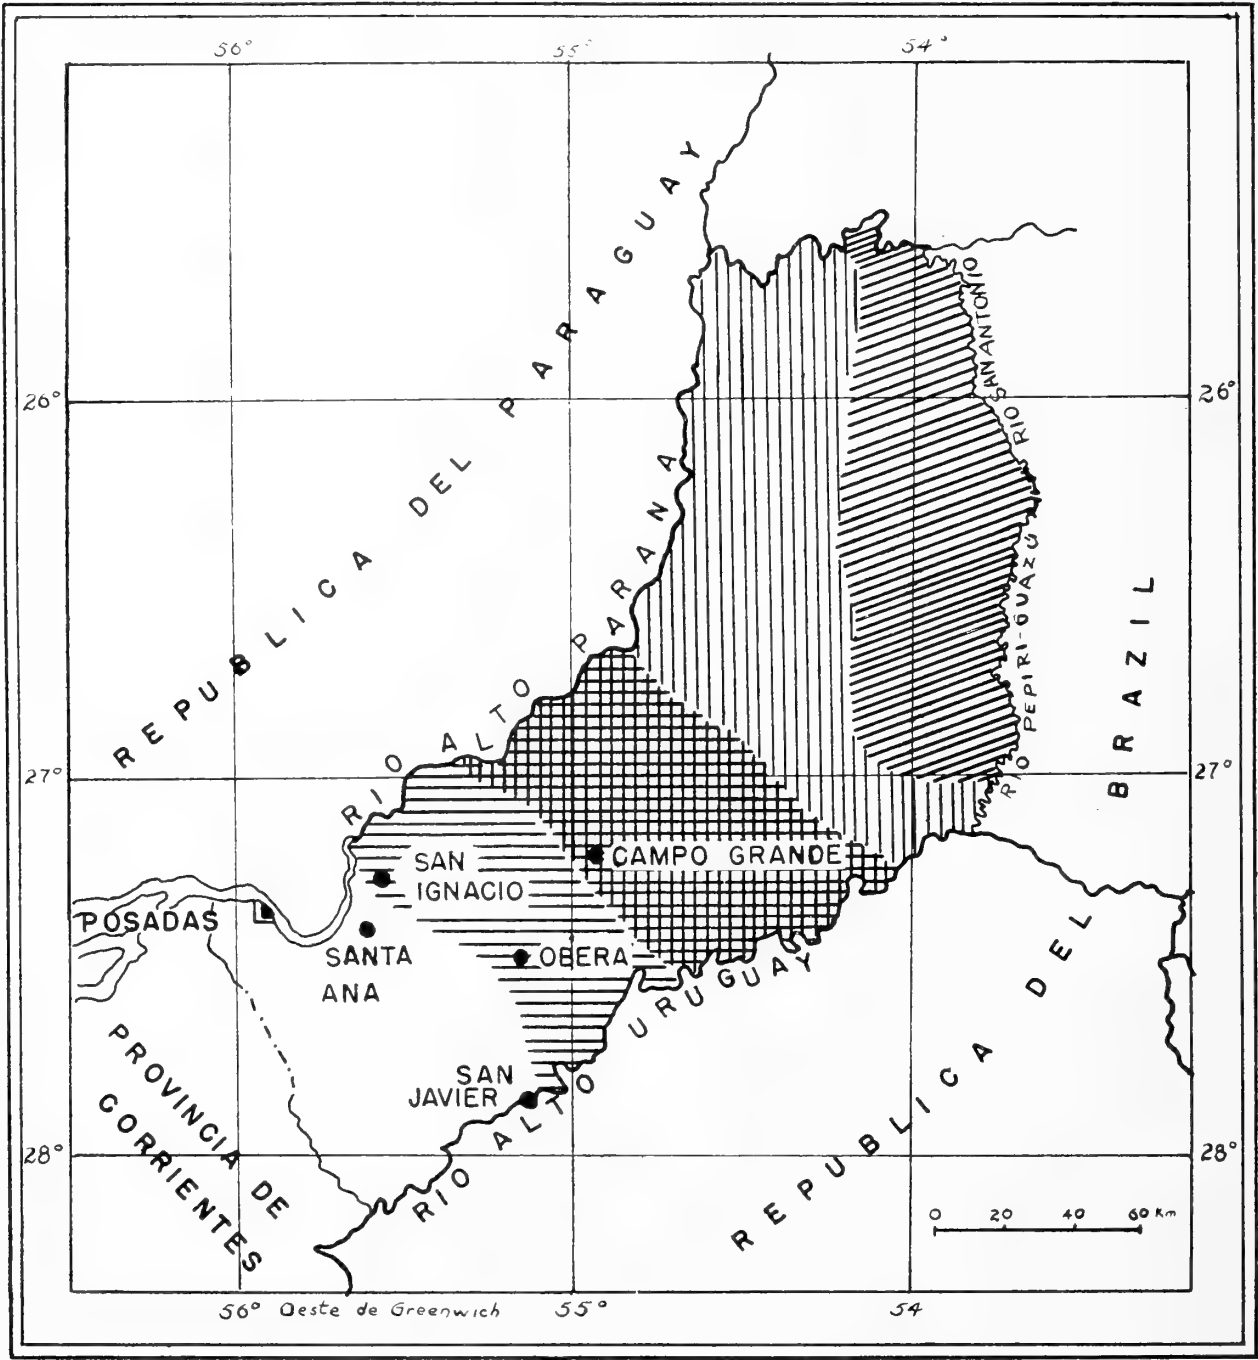 56° 55° 54°
REPUBLICA DEL PARAGUAY
RIO SAN ANTONIO
26° 26°
RIO PEPIRI-GUAZÚ
BRAZIL
RIO ALTO PARANA
27° 27°
CAMPO GRANDE
SAN
IGNACIO
POSADAS
SANTA
ANA
OBERA
RIO ALTO URUGUAY
SAN
JAVIER
REPUBLICA DEL
PROVINCIA DE
CORRIENTES
28° 28°
0 20 40 60 Km
56° Oeste de Greenwich 55° 54